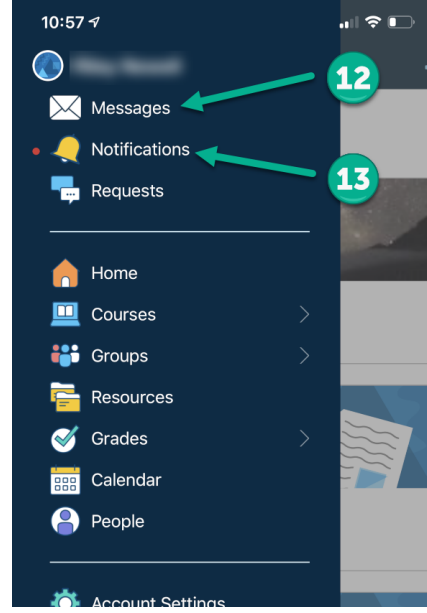 10:57
12
Messages
Notifications
13
Requests
Home
Courses
Groups
Resources
Grades
Calendar
People
Account Settings